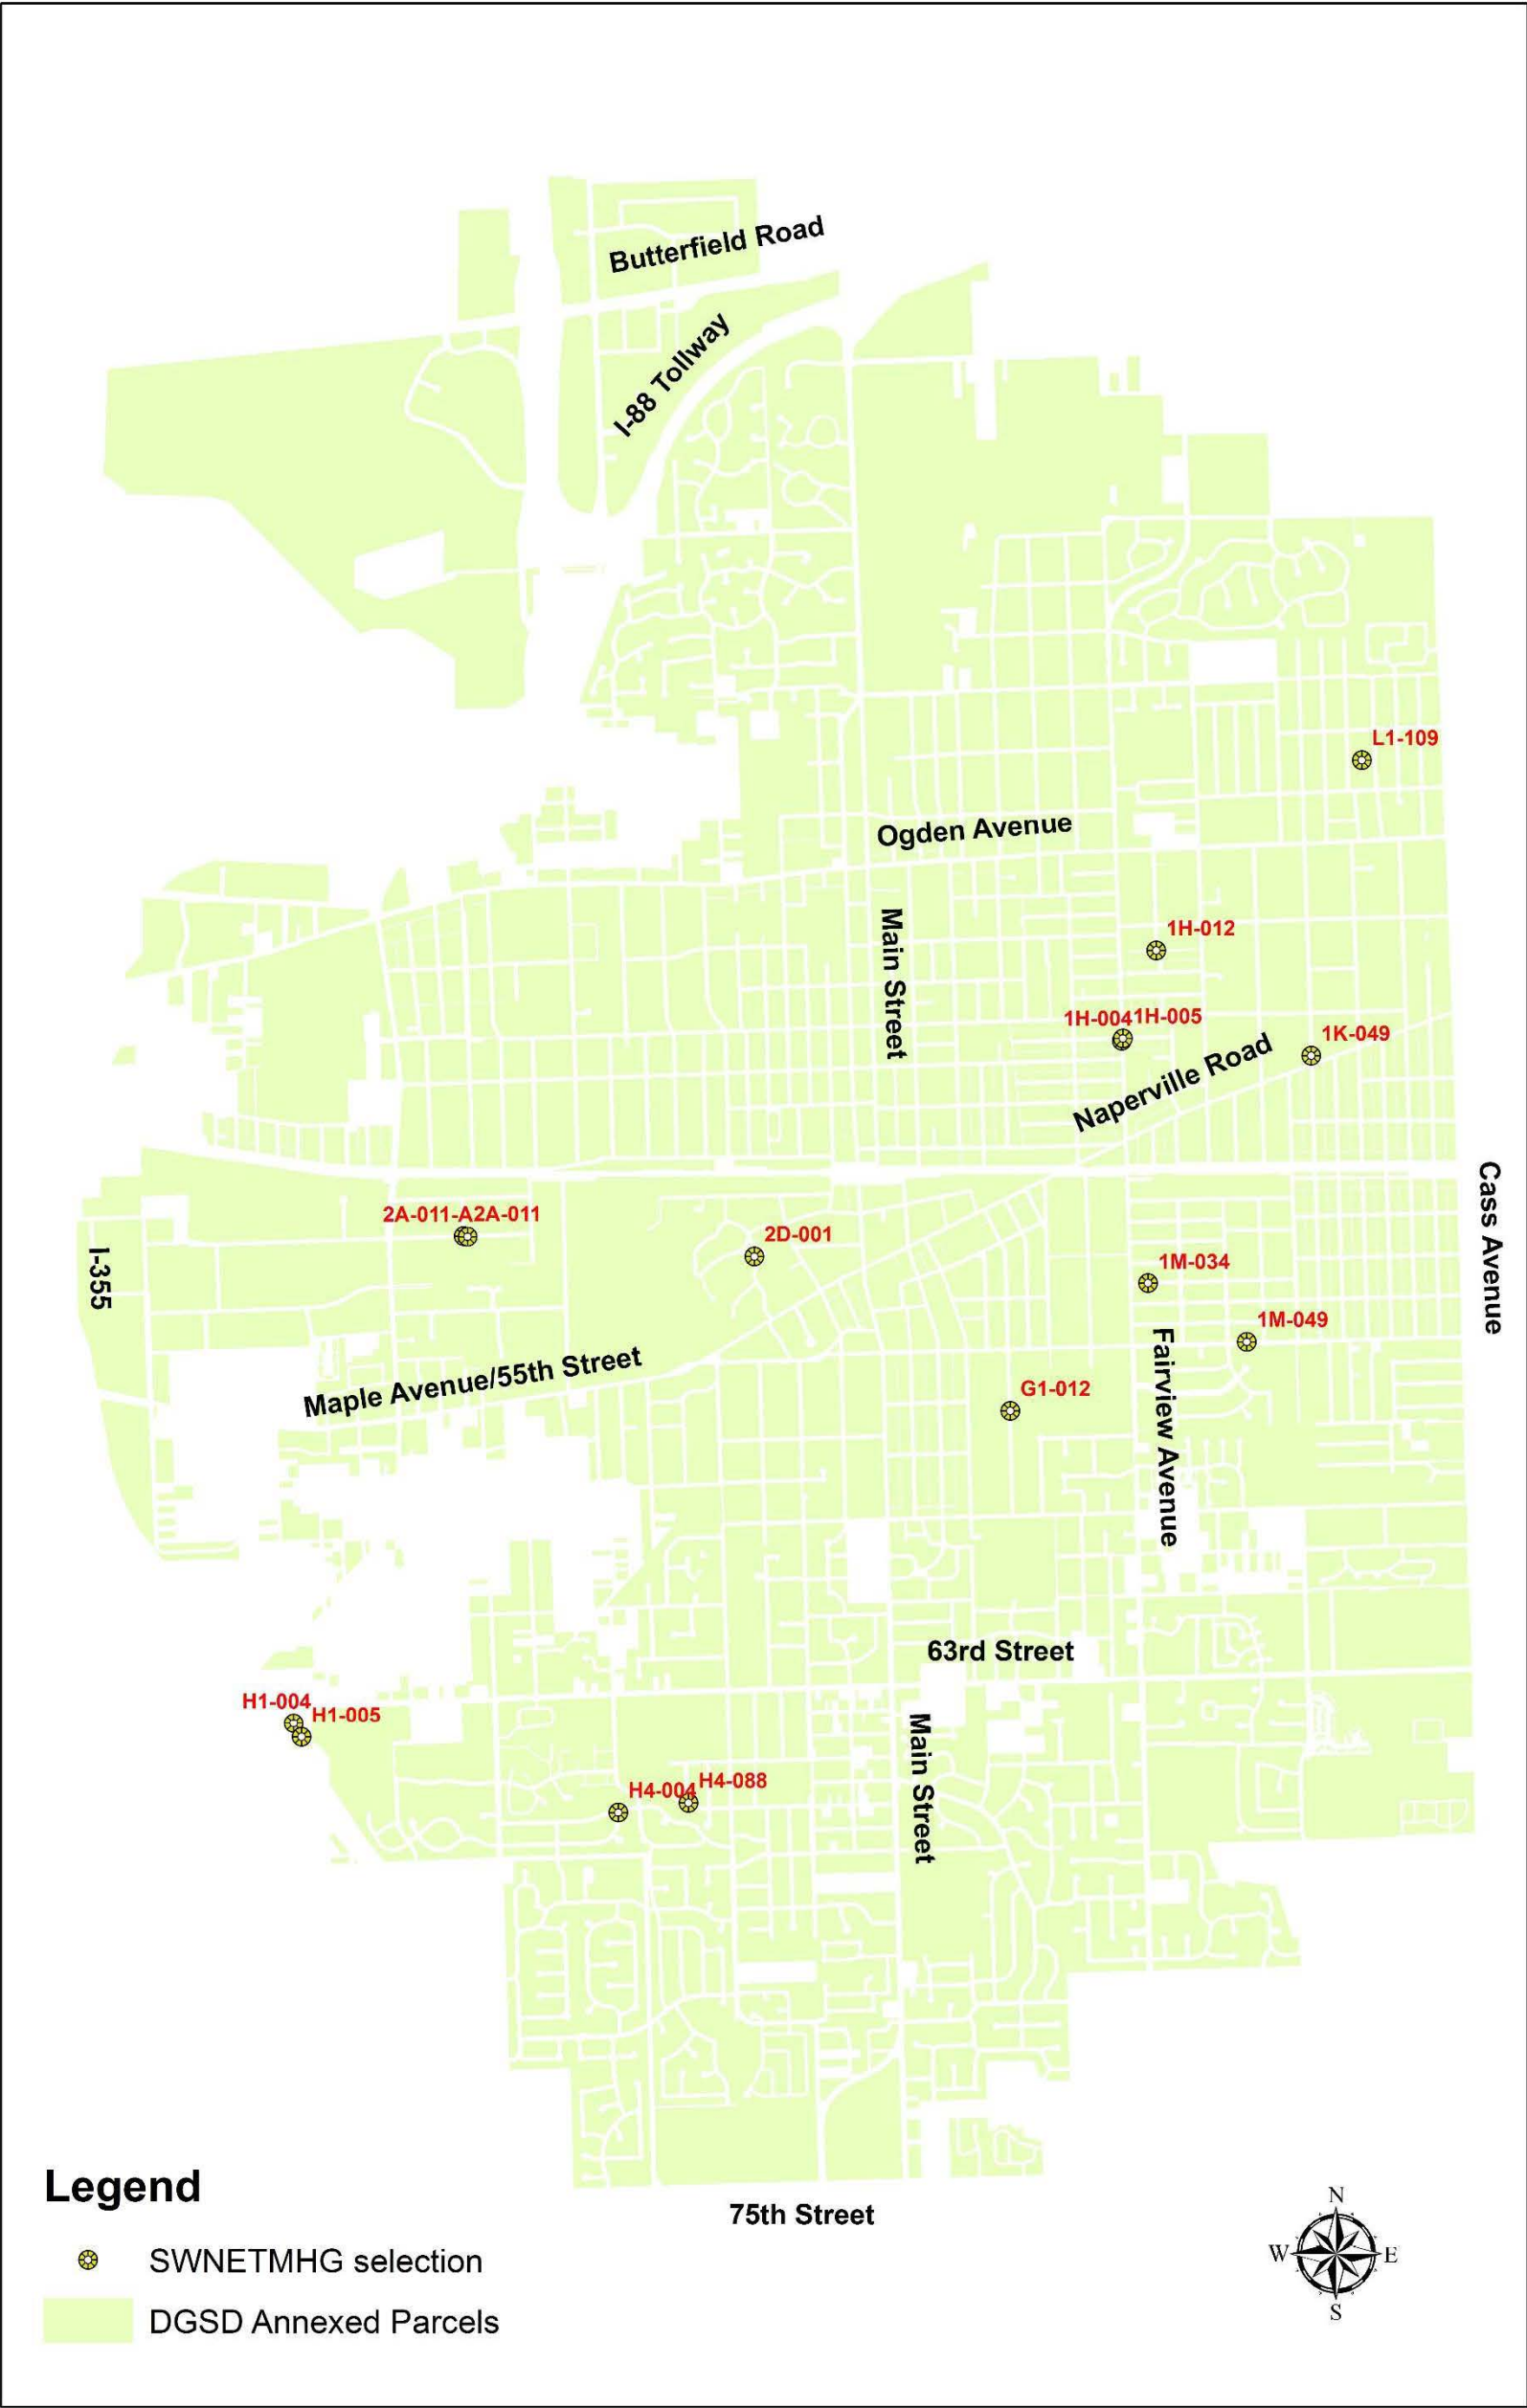 Butterfield Road
I-88 Tollway
L1-109
Ogden Avenue
Main Street
1H-012
1H-004
1H-005
1K-049
Naperville Road
Cass Avenue
2A-011-A
2A-011
2D-001
I-355
1M-034
1M-049
Fairview Avenue
Maple Avenue/55th Street
G1-012
63rd Street
H1-004
H1-005
Main Street
H4-004
H4-088
Legend
SWNETMHG selection
DGSD Annexed Parcels
75th Street
N
W
E
S